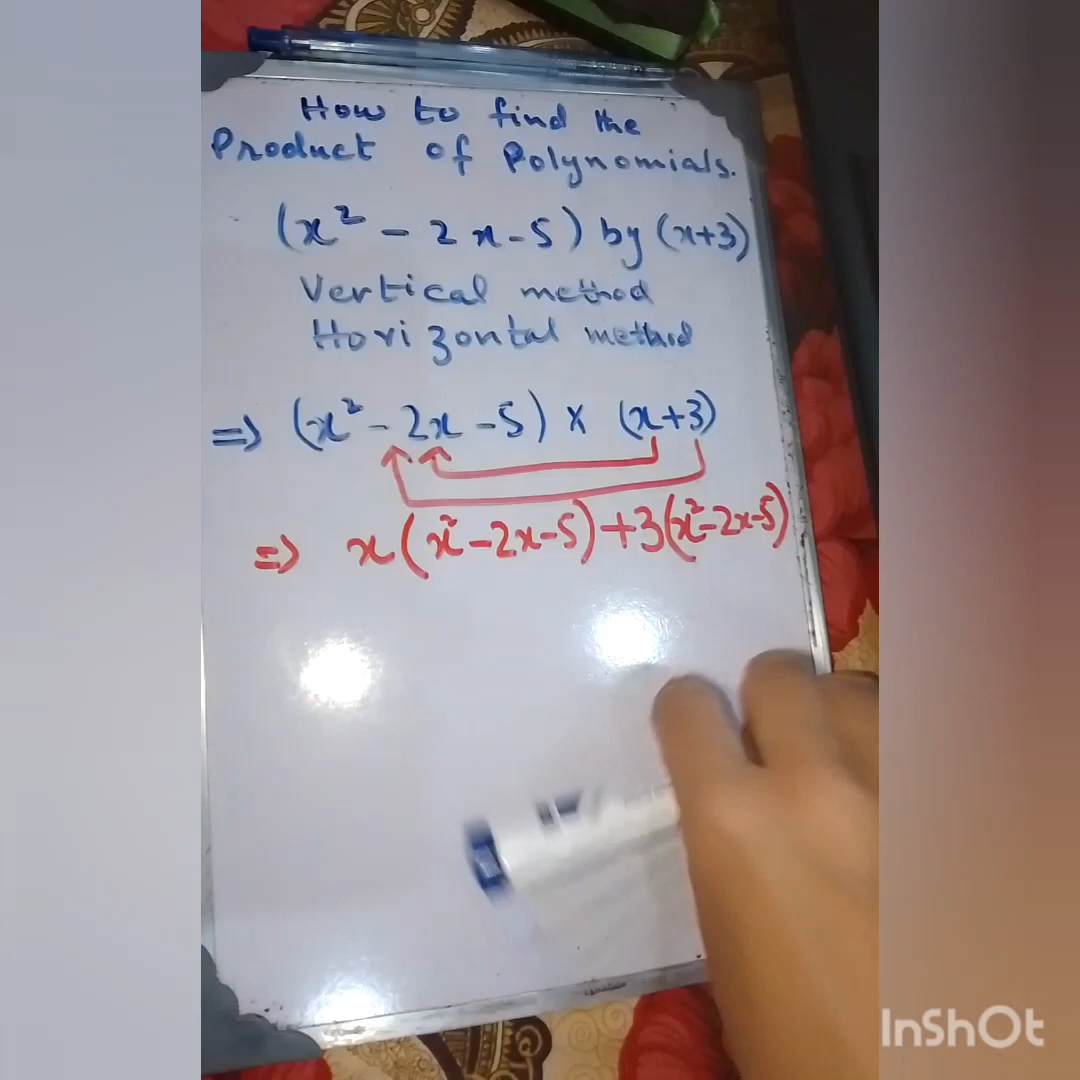 How to find the
Product of Polynomials.
(x² - 2x - 5) by (x+3)
Vertical method
Horizontal method
=> (x² - 2x - 5) × (x+3)
=> x(x² - 2x - 5) + 3(x² - 2x - 5)
InShOt